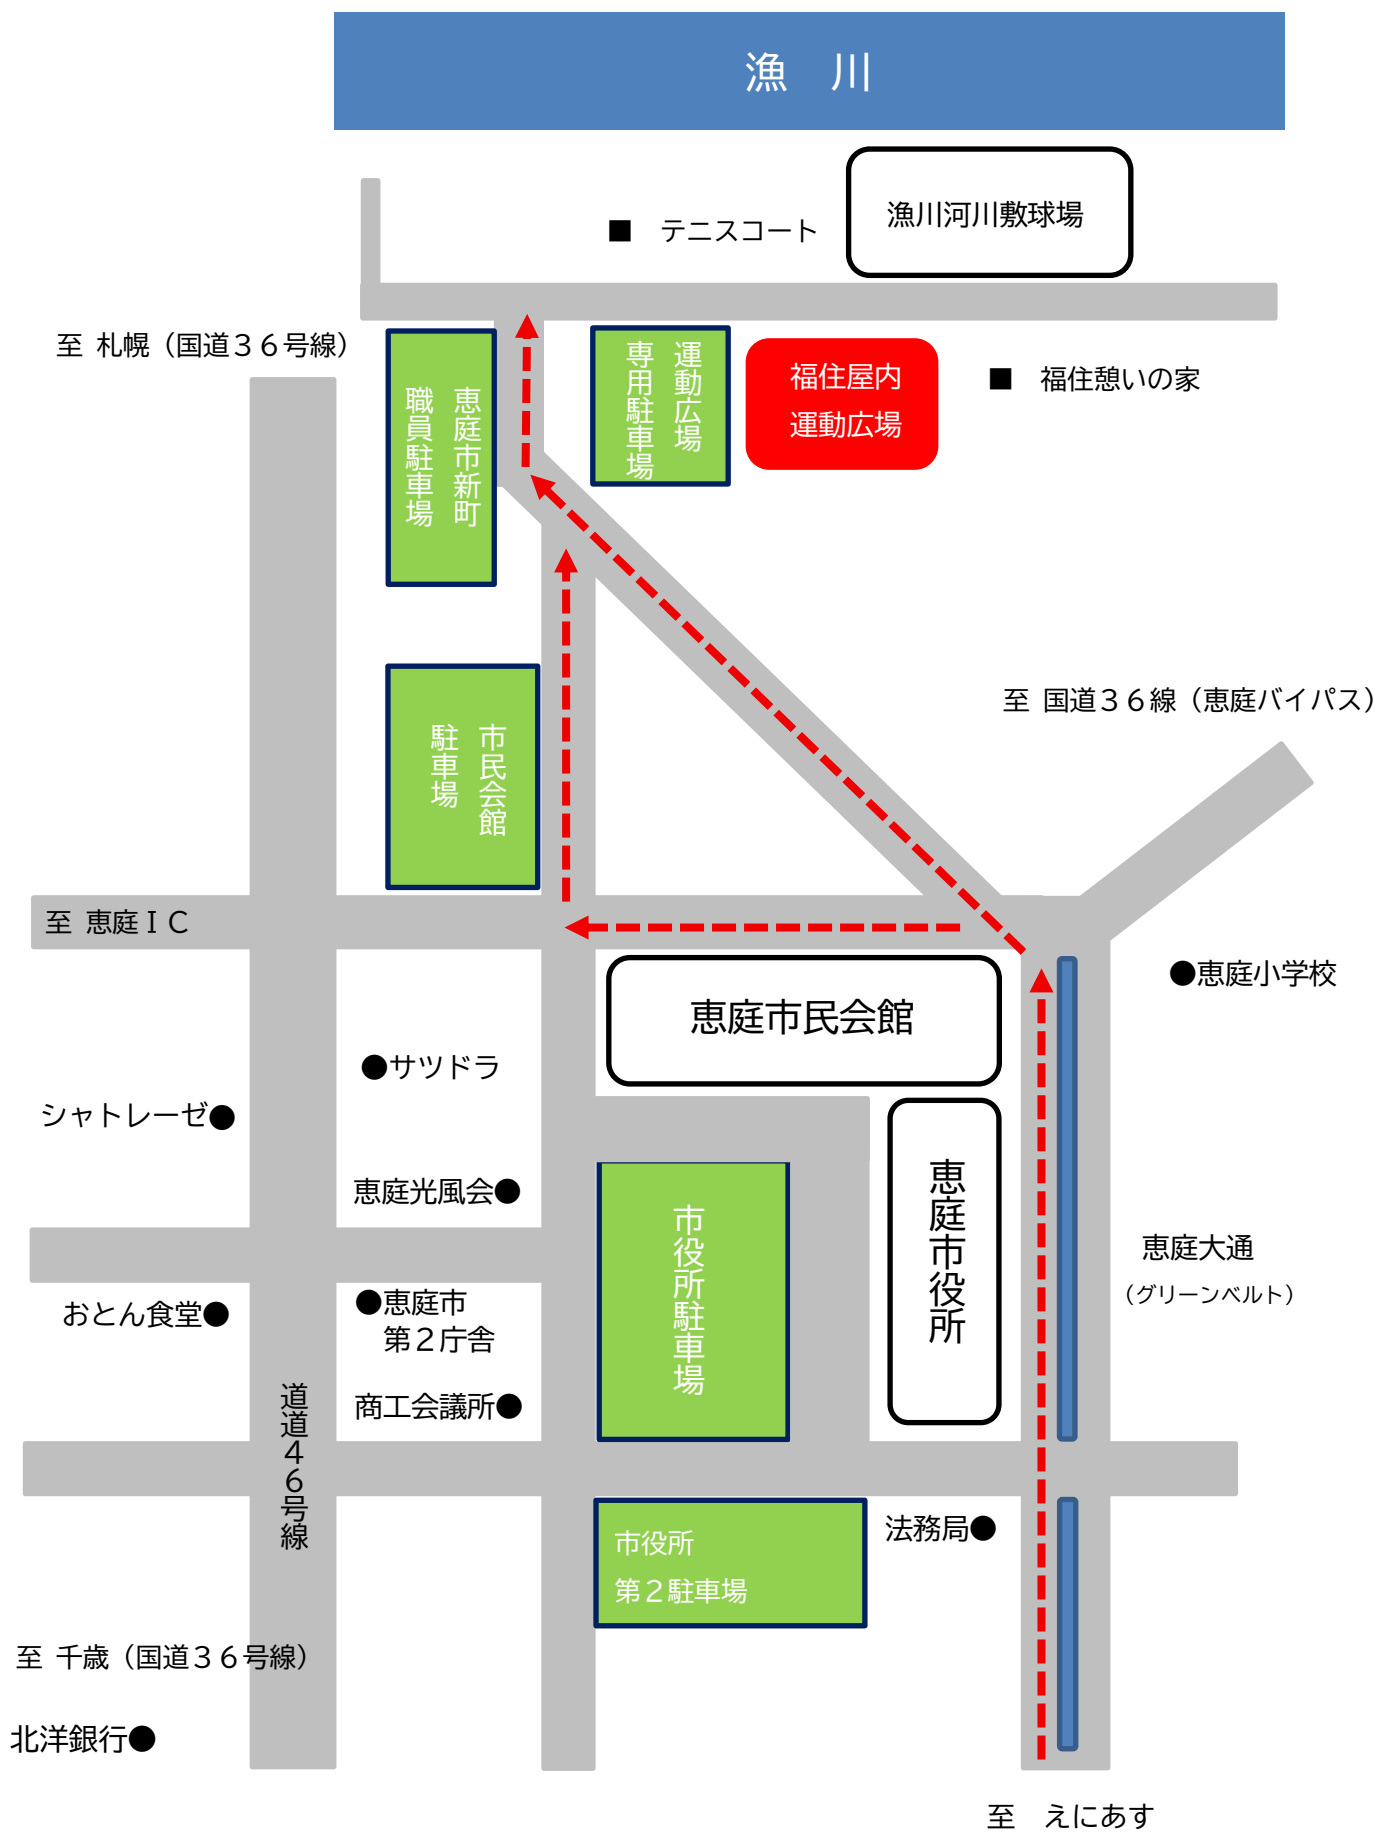 漁　川
漁川河川敷球場
■　テニスコート
至 札幌（国道３６号線）
恵庭市新町
職員駐車場
運動広場
専用駐車場
福住屋内
運動広場
■　福住憩いの家
市民会館
駐車場
至 国道３６線（恵庭バイパス）
至 恵庭ＩＣ
恵庭市民会館
●恵庭小学校
●サツドラ
シャトレーゼ●
恵庭光風会●
恵庭市役所
市役所駐車場
恵庭大通
（グリーンベルト）
おとん食堂●
●恵庭市
第２庁舎
商工会議所●
道道４６号線
市役所
第２駐車場
法務局●
至 千歳（国道３６号線）
北洋銀行●
至　えにあす